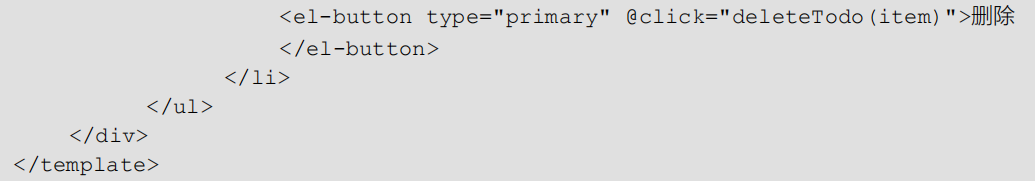 <el-button type="primary" @click="deleteTodo(item)">删除
</el-button>
</li>
</ul>
</div>
</template>